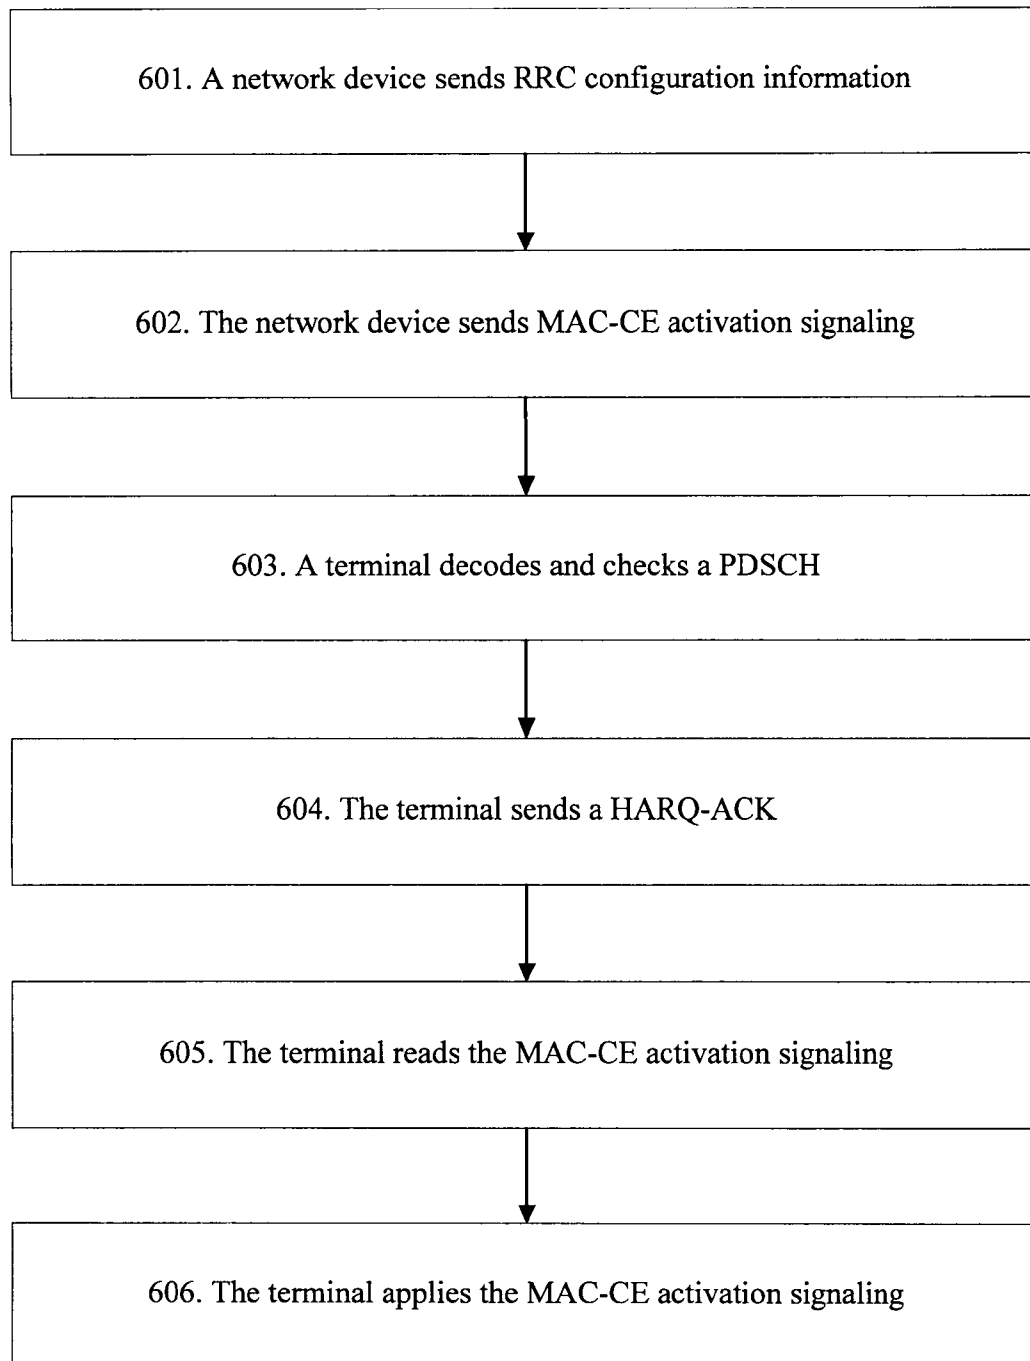 601. A network device sends RRC configuration information
602. The network device sends MAC-CE activation signaling
603. A terminal decodes and checks a PDSCH
604. The terminal sends a HARQ-ACK
605. The terminal reads the MAC-CE activation signaling
606. The terminal applies the MAC-CE activation signaling